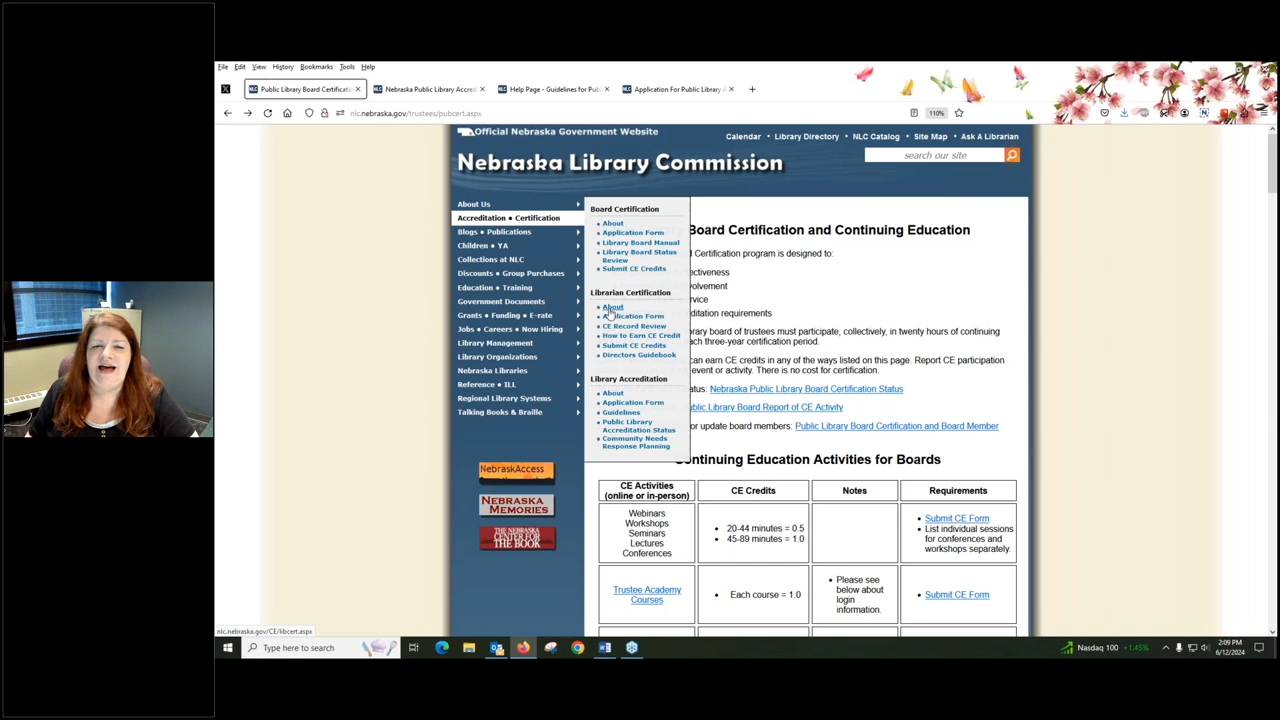 File Edit View History Bookmarks Tools Help
Public Library Board Certificatio
Nebraska Public Library Accred
Help Page - Guidelines for Publ
Application For Public Library
nlc.nebraska.gov/trustees/pubcert.aspx
110%
Official Nebraska Government Website
Calendar • Library Directory • NLC Catalog • Site Map • Ask A Librarian
Nebraska Library Commission
search our site
About Us
Accreditation • Certification
Blogs • Publications
Children • YA
Collections at NLC
Discounts • Group Purchases
Education • Training
Government Documents
Grants • Funding • E-rate
Jobs • Careers • Now Hiring
Library Management
Library Organizations
Nebraska Libraries
Reference • ILL
Regional Library Systems
Talking Books & Braille
NebraskAccess
NEBRASKA
MEMORIES
THE NEBRASKA
CENTER FOR
THE BOOK
Board Certification
• About
• Application Form
• Library Board Manual
• Library Board Status
Review
• Submit CE Credits
Librarian Certification
• About
• Application Form
• CE Record Review
• How to Earn CE Credit
• Submit CE Credits
• Directors Guidebook
Library Accreditation
• About
• Application Form
• Guidelines
• Public Library
Accreditation Status
• Community Needs
Response Planning
Board Certification and Continuing Education
Certification program is designed to:
ectiveness
volvement
rvice
ccreditation requirements
rary board of trustees must participate, collectively, in twenty hours of continuing
ach three-year certification period.
can earn CE credits in any of the ways listed on this page. Report CE participation
event or activity. There is no cost for certification.
atus: Nebraska Public Library Board Certification Status
ublic Library Board Report of CE Activity
or update board members: Public Library Board Certification and Board Member
Continuing Education Activities for Boards
CE Activities
(online or in-person)
CE Credits
Notes
Requirements
Webinars
Workshops
Seminars
Lectures
Conferences
• 20-44 minutes = 0.5
• 45-89 minutes = 1.0
• Submit CE Form
• List individual sessions
for conferences and
workshops separately.
Trustee Academy
Courses
• Each course = 1.0
• Please see
below about
login
information.
• Submit CE Form
nlc.nebraska.gov/CE/libcert.aspx
Type here to search
Nasdaq 100 +1.45%
2:09 PM
6/12/2024